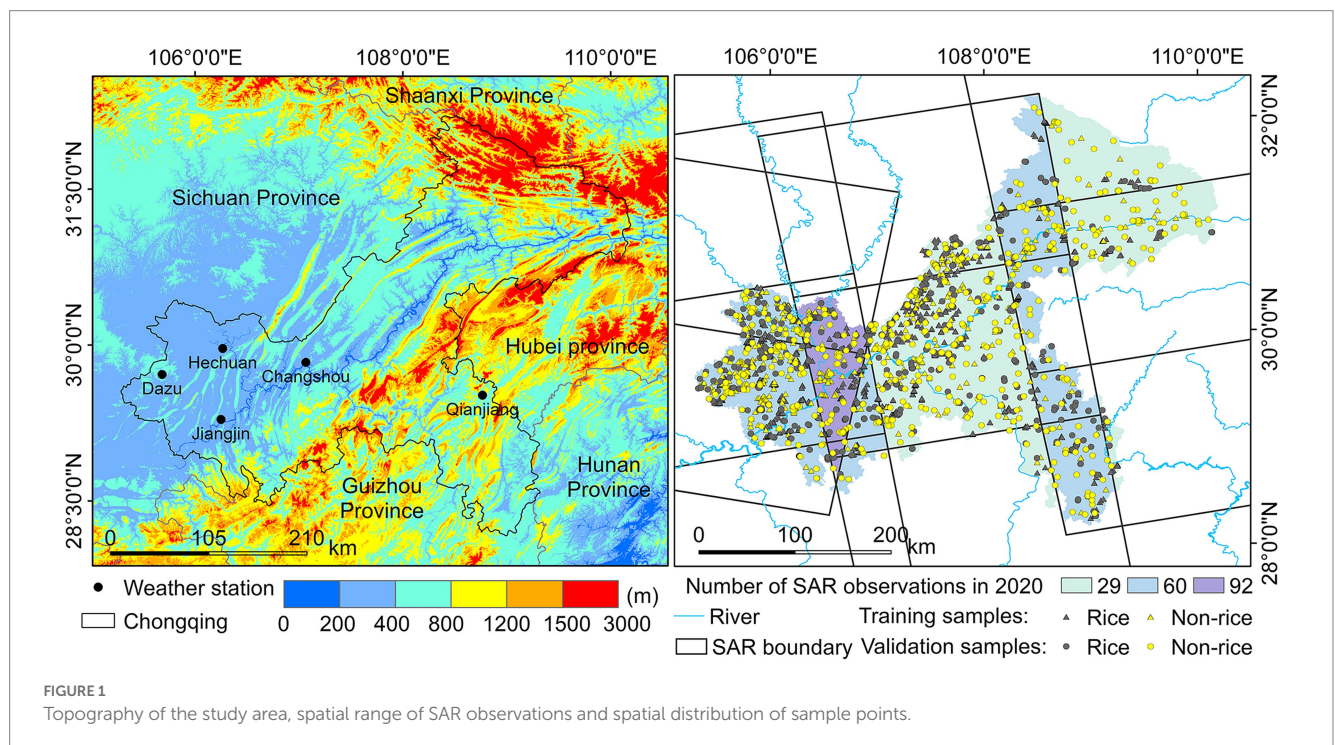 106°0'0"E 108°0'0"E 110°0'0"E
106°0'0"E 108°0'0"E 110°0'0"E
31°30'0"N
30°0'0"N
28°30'0"N
Shaanxi Province
Sichuan Province
Hubei province
Hechuan
Changshou
Dazu
Qianjiang
Jiangjin
Hunan
Province
Guizhou
Province
0 105 210
km
32°0'0"N
30°0'0"N
28°0'0"N
0 100 200
km
Weather station
Chongqing
(m)
0 200 400 800 1200 1500 3000
Number of SAR observations in 2020 29 60 92
River Training samples: Rice Non-rice
SAR boundary Validation samples: Rice Non-rice
FIGURE 1
Topography of the study area, spatial range of SAR observations and spatial distribution of sample points.